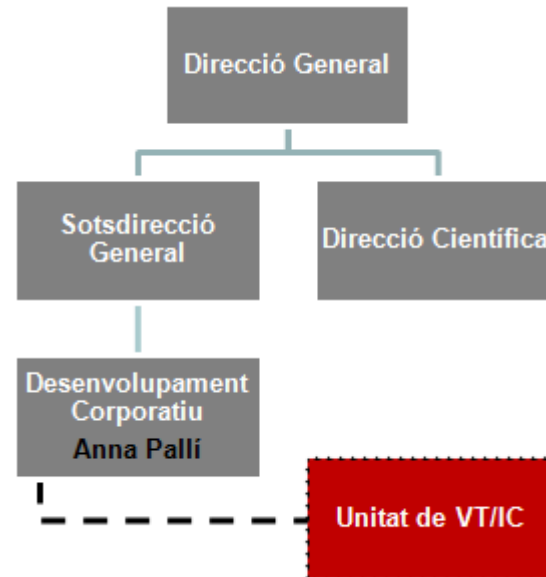 Direcció General
Sotsdirecció
General
Direcció Científica
Desenvolupament
Corporatiu
Anna Pallí
Unitat de VT/IC